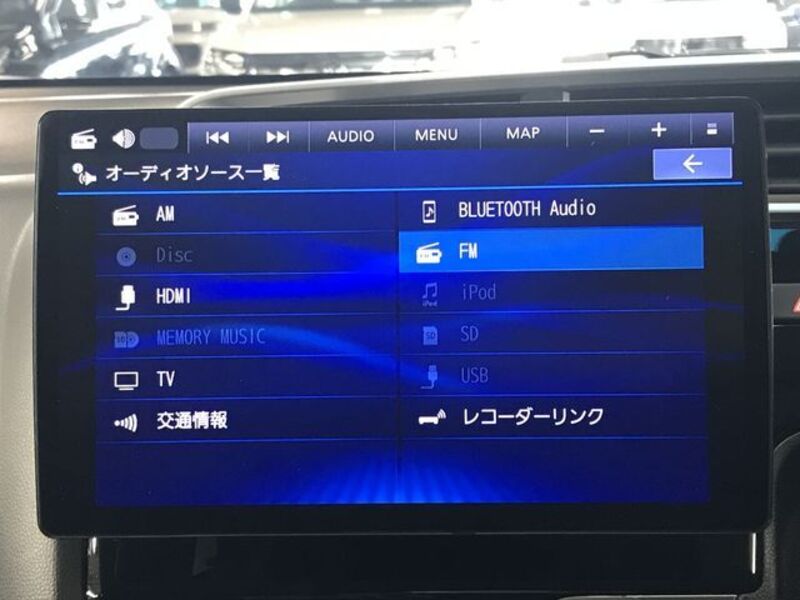 AUDIO MENU MAP
オーディオソース一覧
AM
BLUETOOTH Audio
Disc
FM
HDMI
iPod
MEMORY MUSIC
SD
TV
USB
交通情報
レコーダーリンク